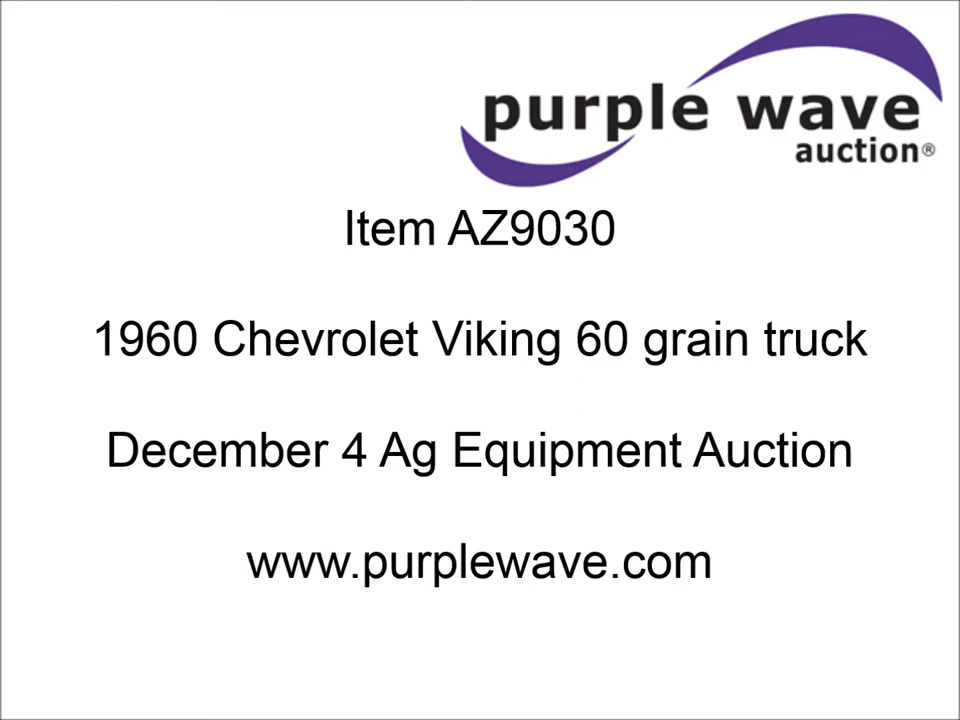 purple wave
auction®
Item AZ9030
1960 Chevrolet Viking 60 grain truck
December 4 Ag Equipment Auction
www.purplewave.com